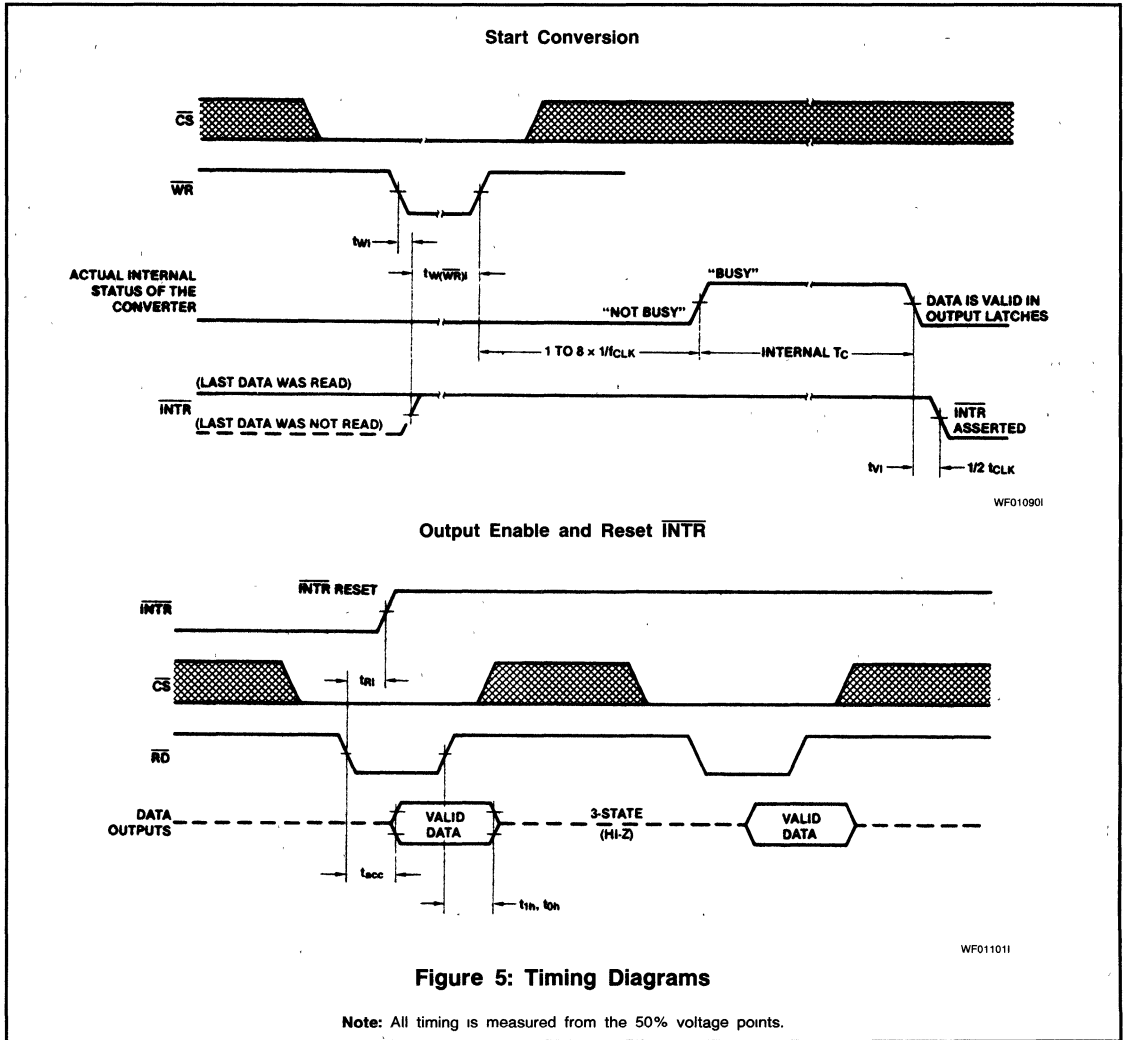 Start Conversion
CS
WR
tWI
tW(WR)I
ACTUAL INTERNAL
STATUS OF THE
CONVERTER
"BUSY"
"NOT BUSY"
DATA IS VALID IN
OUTPUT LATCHES
1 TO 8 × 1/fCLK
INTERNAL TC
(LAST DATA WAS READ)
INTR
(LAST DATA WAS NOT READ)
INTR
ASSERTED
tVI
1/2 tCLK
WF01090I
Output Enable and Reset INTR
INTR RESET
INTR
tRI
CS
RD
DATA
OUTPUTS
VALID
DATA
3-STATE
(HI-Z)
VALID
DATA
tacc
t1h, t0h
WF01101I
Figure 5: Timing Diagrams
Note: All timing is measured from the 50% voltage points.